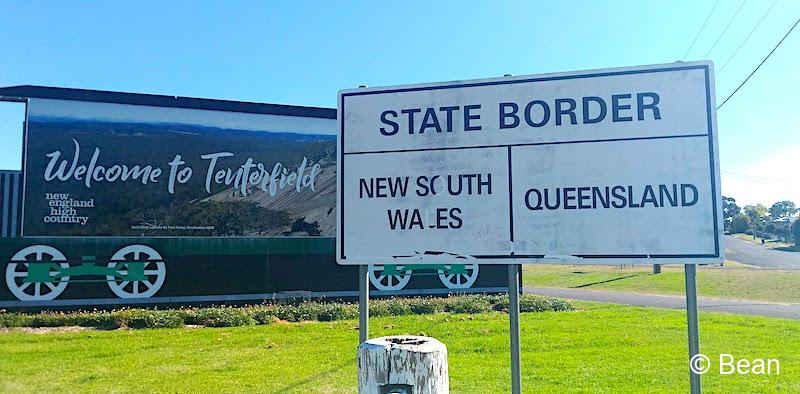 STATE BORDER
NEW SOUTH
WALES
QUEENSLAND
Welcome to Tenterfield
new
england
high
country
© Bean